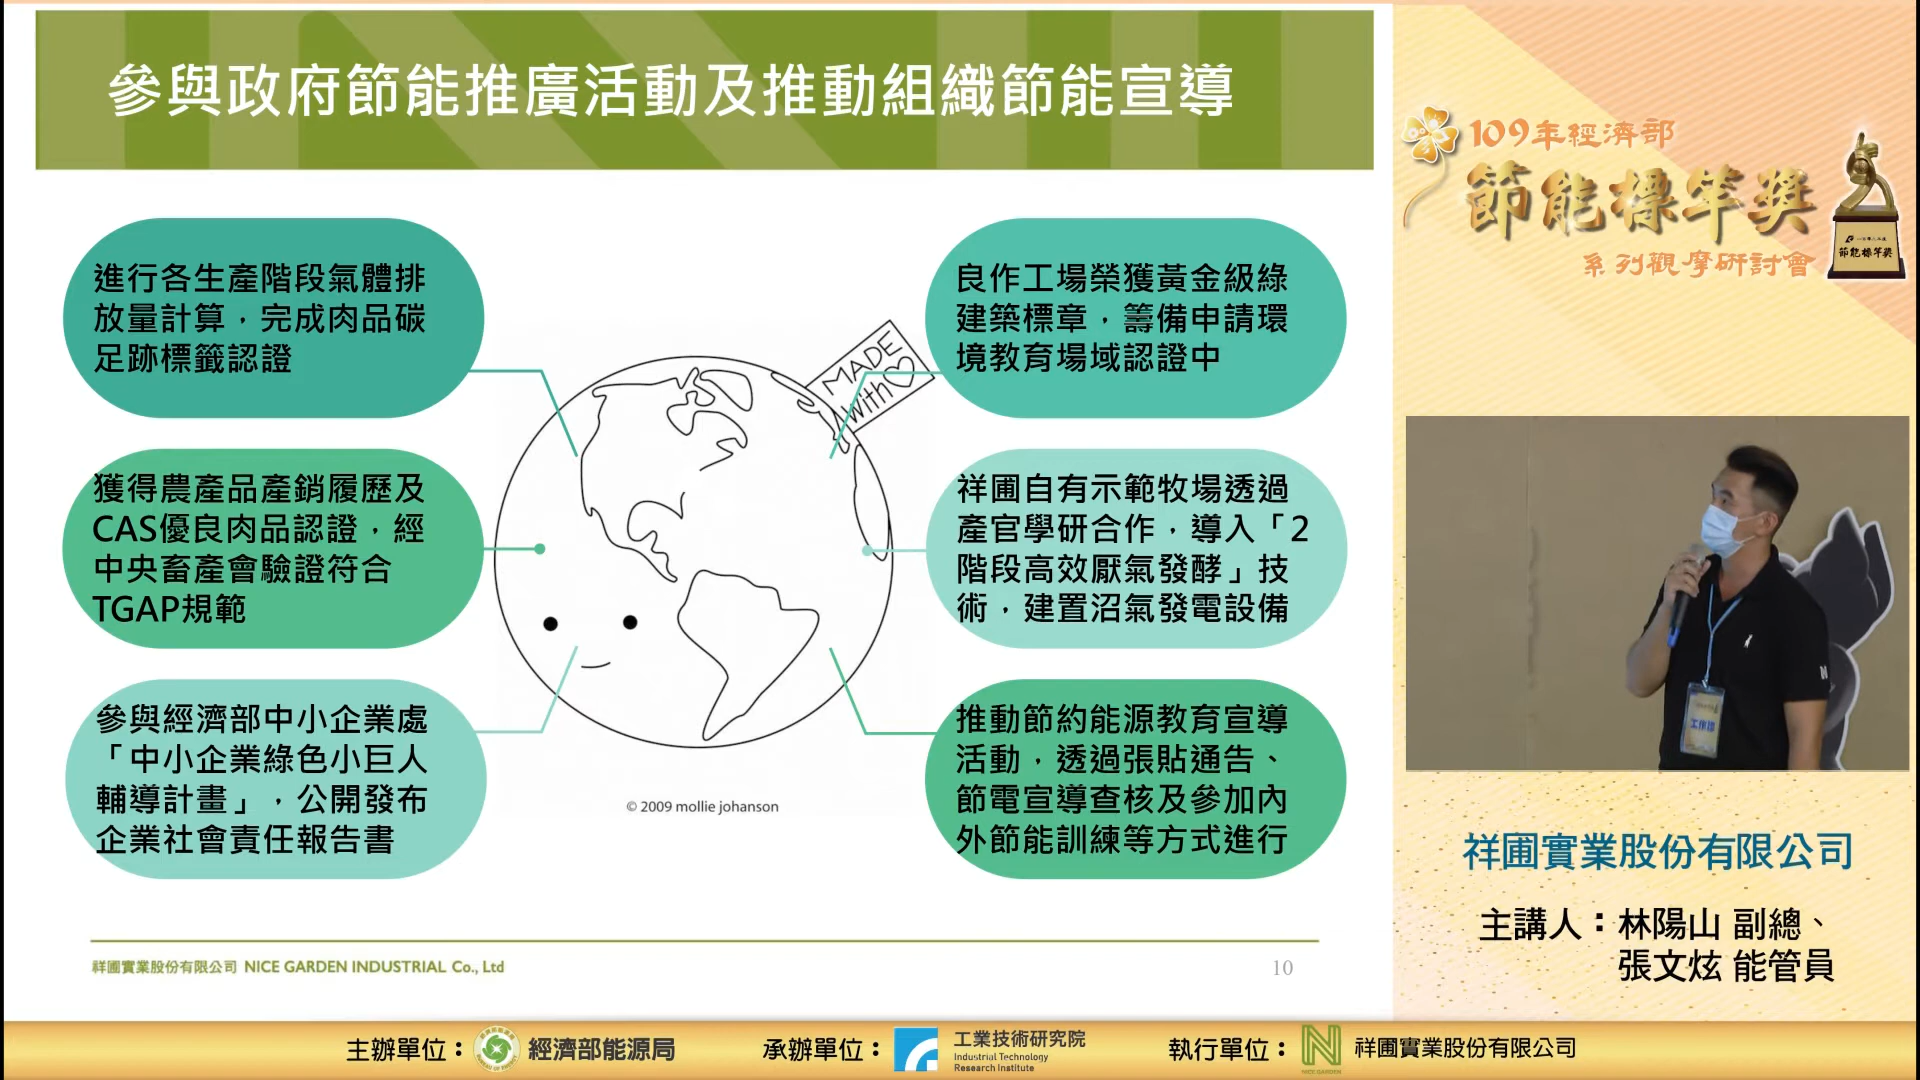 參與政府節能推廣活動及推動組織節能宣導
進行各生產階段氣體排
放量計算，完成肉品碳
足跡標籤認證
獲得農產品產銷履歷及
CAS優良肉品認證，經
中央畜產會驗證符合
TGAP規範
參與經濟部中小企業處
「中小企業綠色小巨人
輔導計畫」，公開發布
企業社會責任報告書
MADE
With
© 2009 mollie johanson
良作工場榮獲黃金級綠
建築標章，籌備申請環
境教育場域認證中
祥圃自有示範牧場透過
產官學研合作，導入「2
階段高效厭氧發酵」技
術，建置沼氣發電設備
推動節約能源教育宣導
活動，透過張貼通告、
節電宣導查核及參加內
外節能訓練等方式進行
祥圃實業股份有限公司 NICE GARDEN INDUSTRIAL Co., Ltd
10
109年經濟部
節能標竿獎
系列觀摩研討會
節能標竿獎
工作證
祥圃實業股份有限公司
主講人：林陽山 副總、
張文炫 能管員
主辦單位：經濟部能源局
承辦單位：工業技術研究院
Industrial Technology
Research Institute
執行單位：祥圃實業股份有限公司
NICE GARDEN